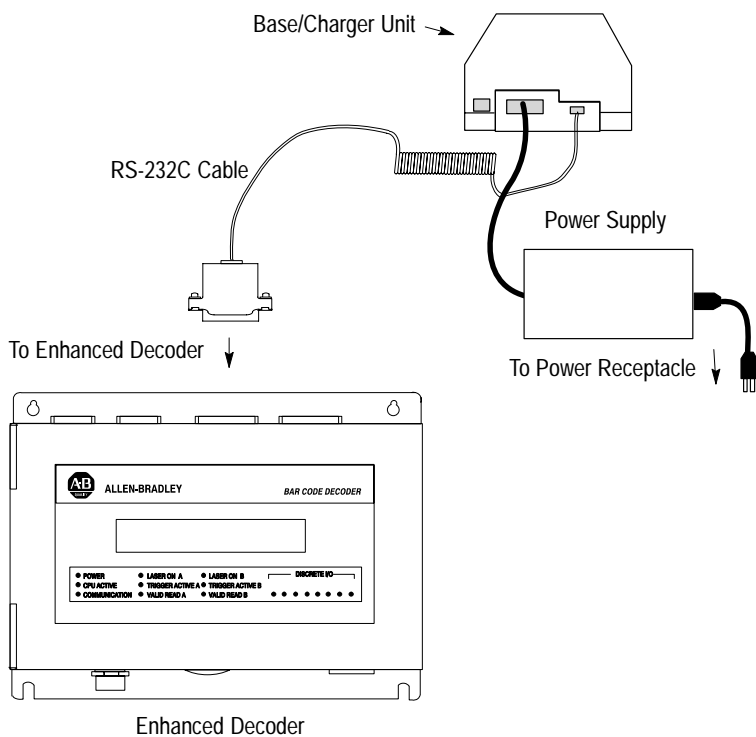 Base/Charger Unit
RS-232C Cable
Power Supply
To Enhanced Decoder
To Power Receptacle
AB
ALLEN-BRADLEY
BAR CODE DECODER
POWER
LASER ON A
LASER ON B
DISCRETE I/O
CPU ACTIVE
TRIGGER ACTIVE A
TRIGGER ACTIVE B
COMMUNICATION
VALID READ A
VALID READ B
Enhanced Decoder